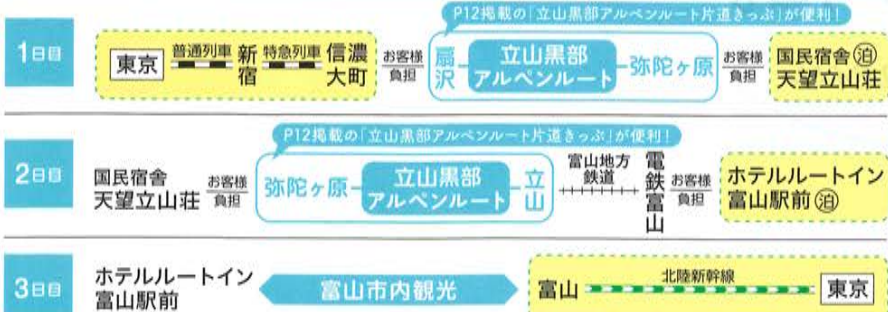 P12掲載の「立山黒部アルペンルート片道きっぷ」が便利！
1日目
東京
普通列車
新宿
特急列車
信濃大町
お客様負担
扇沢
立山黒部
アルペンルート
弥陀ヶ原
お客様負担
国民宿舎 泊
天望立山荘
P12掲載の「立山黒部アルペンルート片道きっぷ」が便利！
2日目
国民宿舎
天望立山荘
お客様負担
弥陀ヶ原
立山黒部
アルペンルート
立山
富山地方
鉄道
電鉄富山
お客様負担
ホテルルートイン
富山駅前 泊
3日目
ホテルルートイン
富山駅前
富山市内観光
富山
北陸新幹線
東京